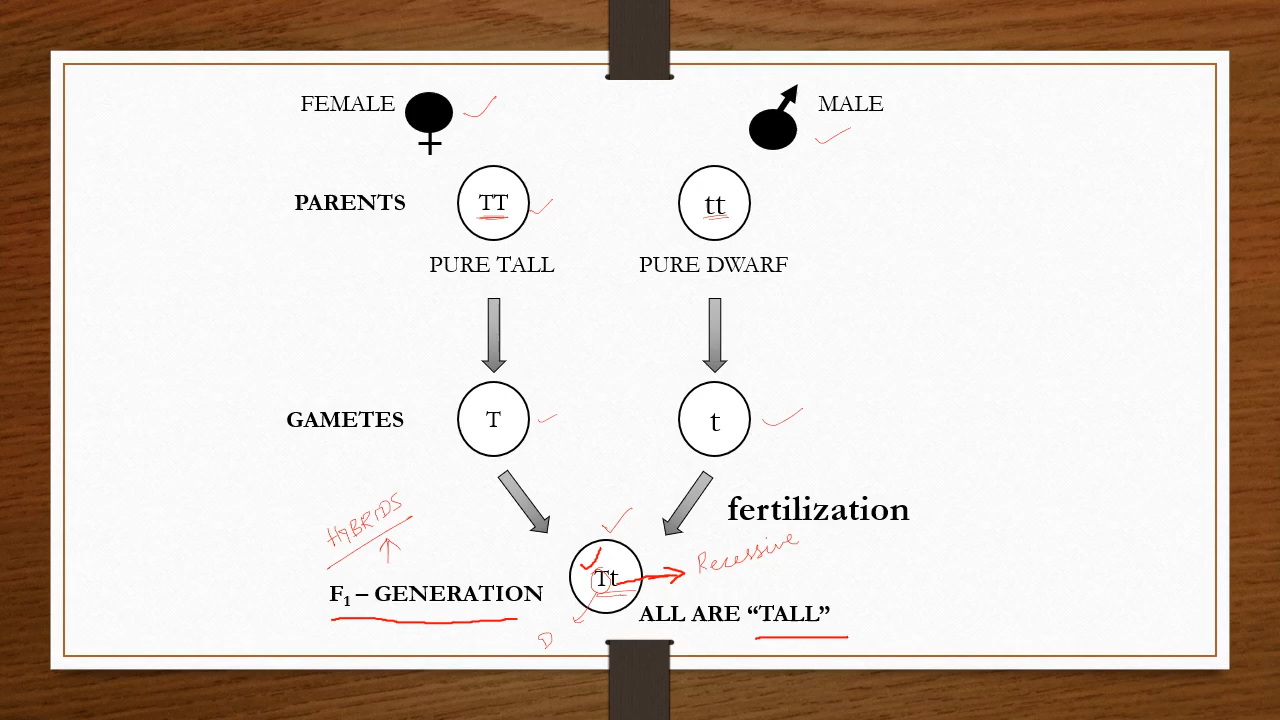 FEMALE
MALE
PARENTS
TT
tt
PURE TALL
PURE DWARF
GAMETES
T
t
fertilization
HYBRIDS
Recessive
F₁ – GENERATION
Tt
ALL ARE “TALL”
D